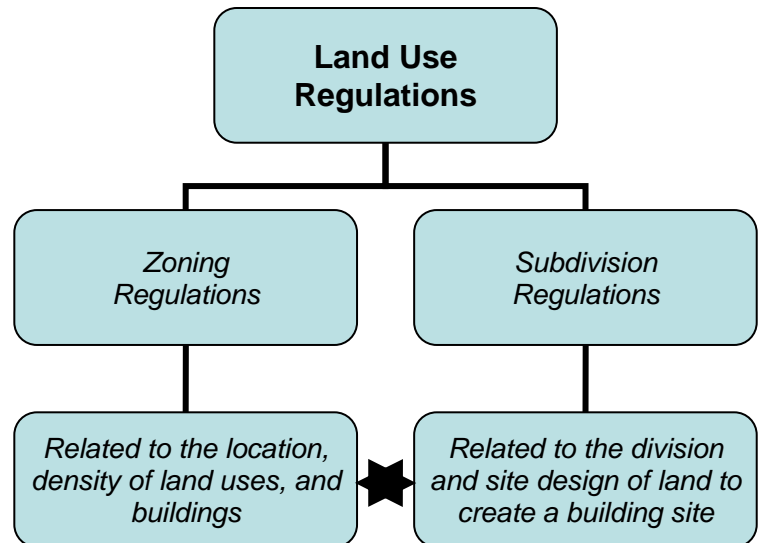 Land Use
Regulations
Zoning
Regulations
Subdivision
Regulations
Related to the location,
density of land uses, and
buildings
Related to the division
and site design of land to
create a building site